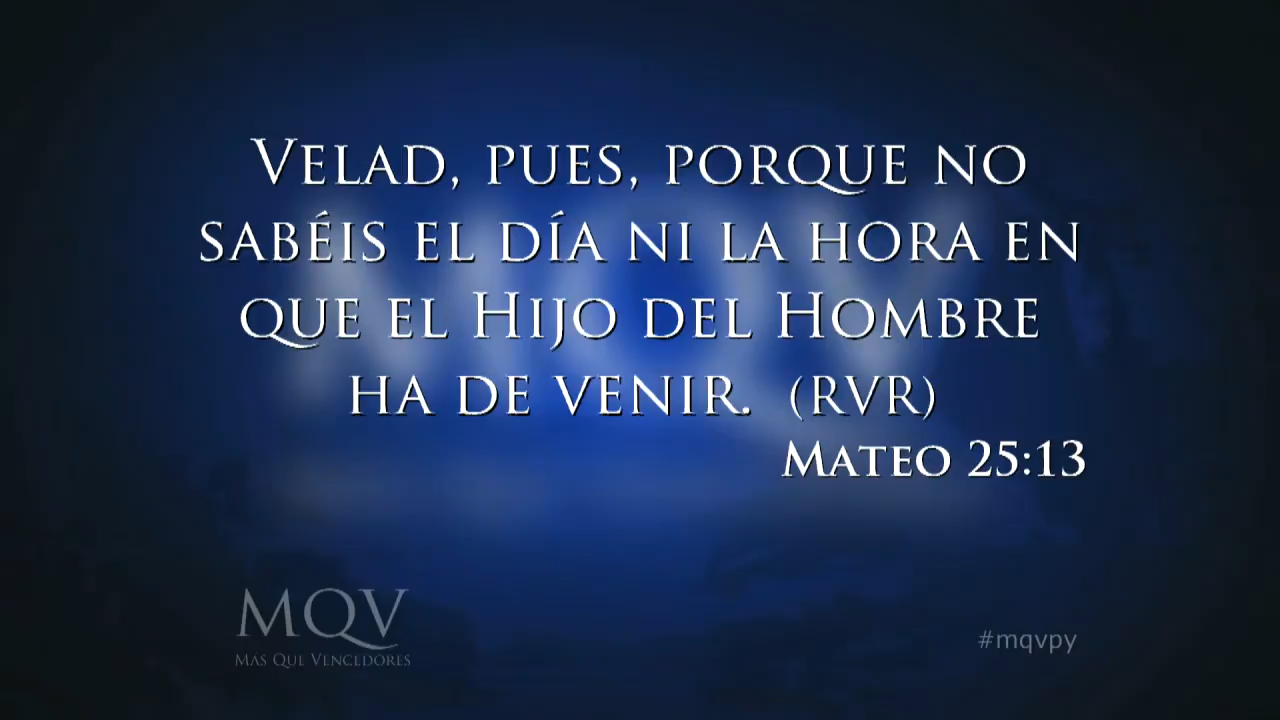 Velad, pues, porque no
sabéis el día ni la hora en
que el Hijo del Hombre
ha de venir. (RVR)
Mateo 25:13
MQV
Más Que Vencedores
#mqvpy